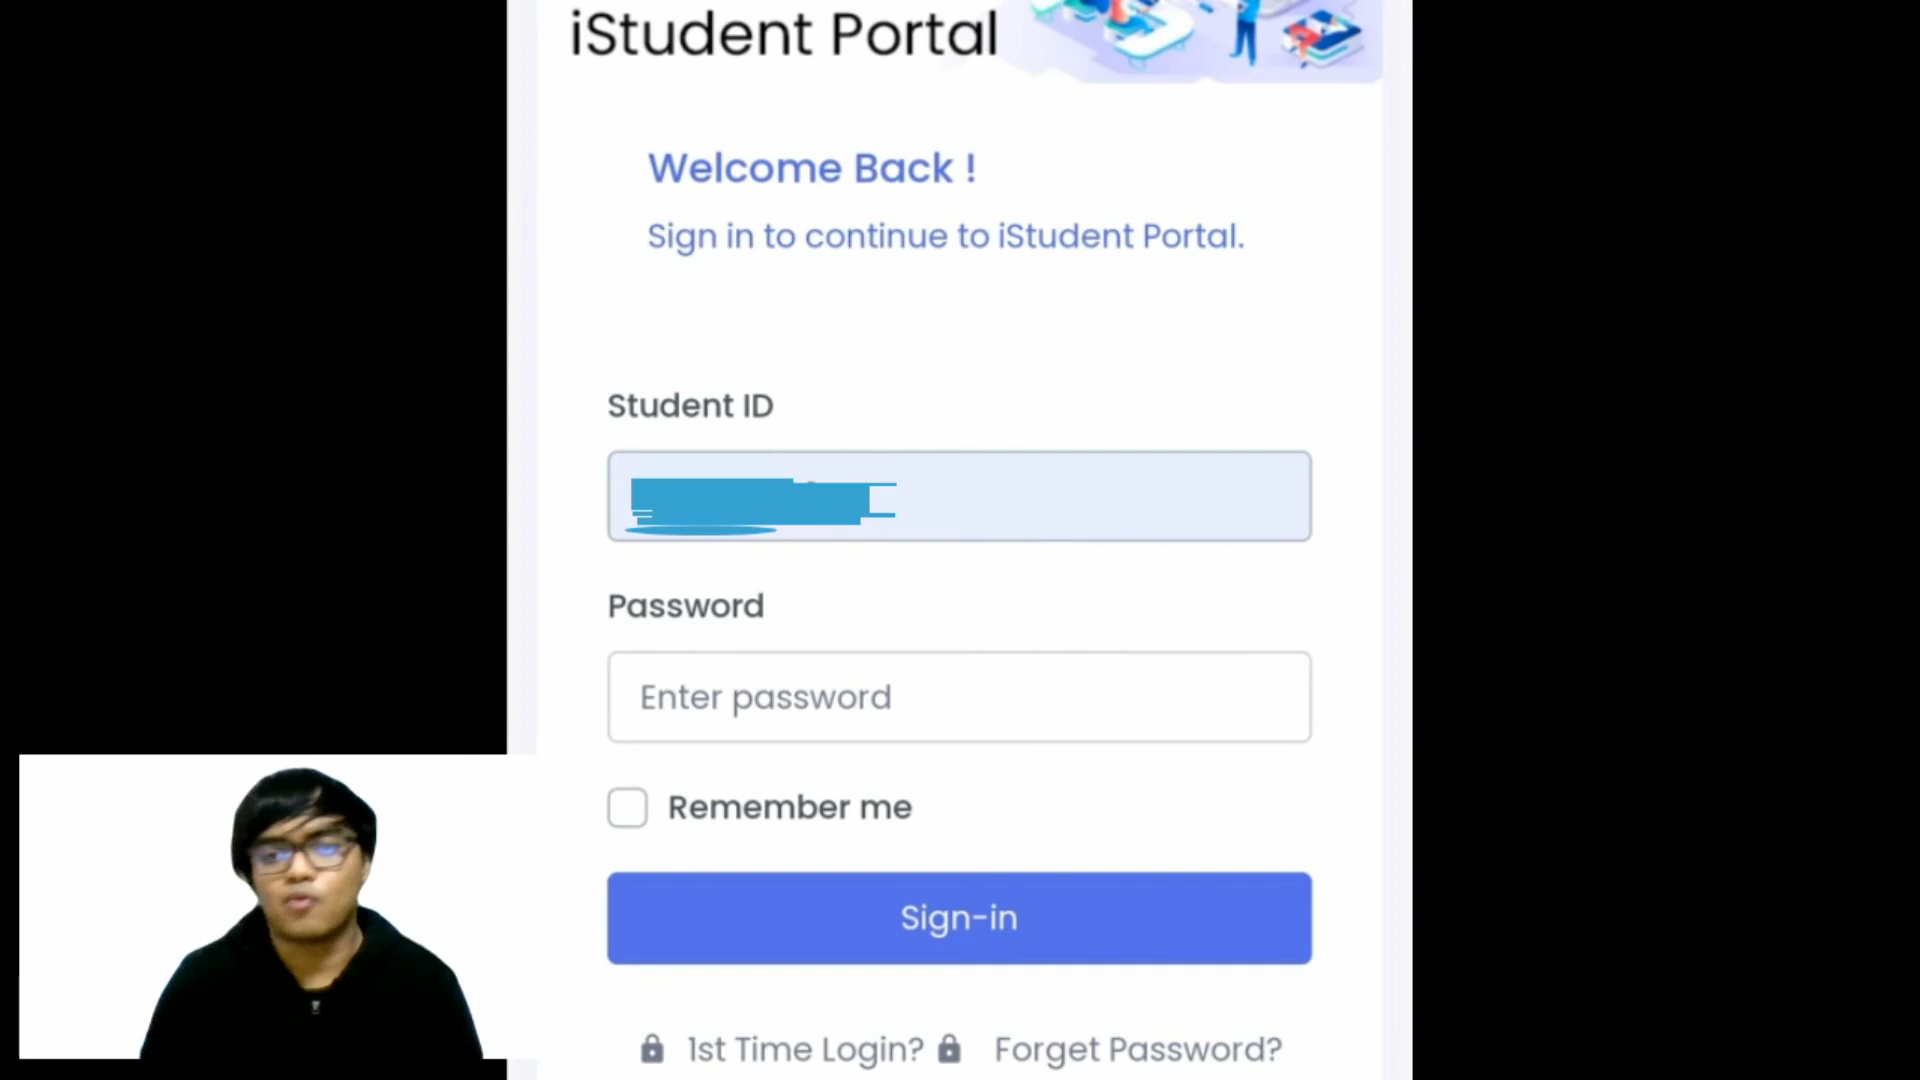 iStudent Portal
Welcome Back !
Sign in to continue to iStudent Portal.
Student ID
Password
Enter password
Remember me
Sign-in
1st Time Login? Forget Password?